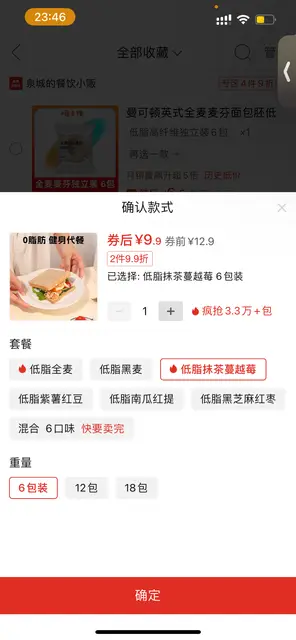 23:46
全部收藏
泉城的餐饮小贩
专区4件9折
曼可顿英式全麦麦芬面包胚低
低脂高纤维独立装6包 ×1
请选一款
全麦麦芬独立装 6包
确认款式
0脂肪 健身代餐
券后¥9.9 券前¥12.9
2件9.9折
已选择: 低脂抹茶蔓越莓 6包装
1
疯抢3.3万+包
套餐
低脂全麦
低脂黑麦
低脂抹茶蔓越莓
低脂紫薯红豆
低脂南瓜红提
低脂黑芝麻红枣
混合 6口味 快要卖完
重量
6包装
12包
18包
确定